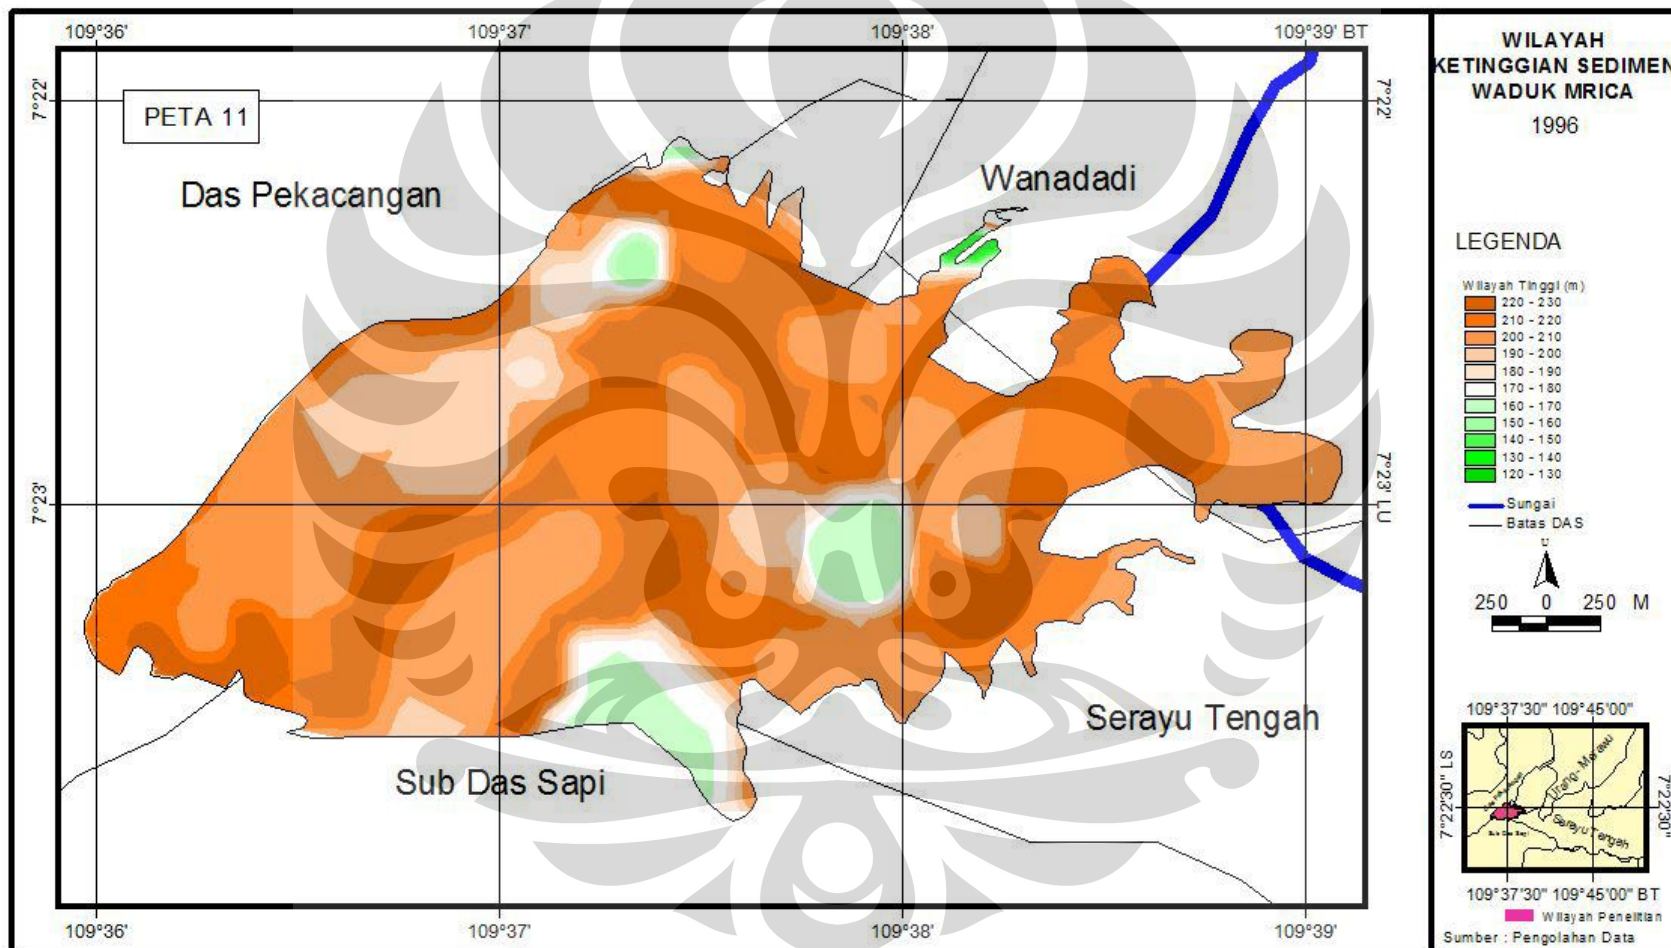 109°36'
109°37'
109°38'
109°39' BT
7°22'
7°22'
PETA 11
Das Pekacangan
Wanadadi
7°23'
7°23' LU
Serayu Tengah
Sub Das Sapi
109°36'
109°37'
109°38'
109°39'
WILAYAH
KETINGGIAN SEDIMEN
WADUK MRICA
1996
LEGENDA
Wilayah Tinggi (m)
220 - 230
210 - 220
200 - 210
190 - 200
180 - 190
170 - 180
160 - 170
150 - 160
140 - 150
130 - 140
120 - 130
Sungai
Batas DAS
U
250 0 250 M
109°37'30" 109°45'00"
7°22'30" LS
7°22'30"
Urang- Merawu
Serayu Tengah
Sub Das Sapi
109°37'30" 109°45'00" BT
Wilayah Penelitian
Sumber : Pengolahan Data